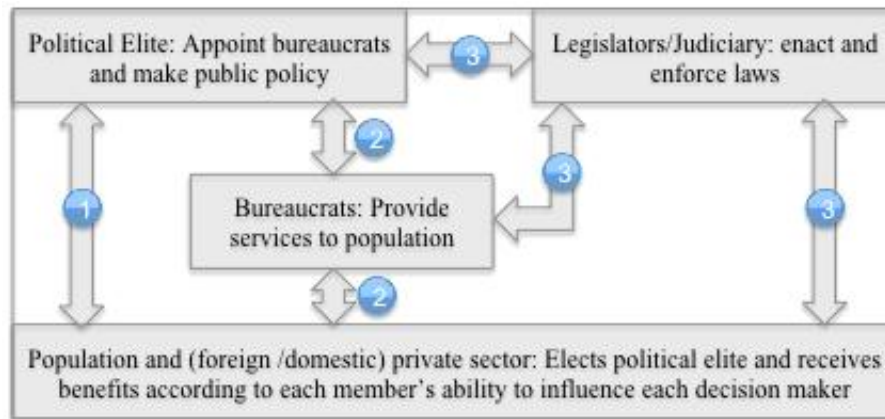 Political Elite: Appoint bureaucrats
and make public policy
3
Legislators/Judiciary: enact and
enforce laws
2
3
1
Bureaucrats: Provide
services to population
3
2
Population and (foreign /domestic) private sector: Elects political elite and receives
benefits according to each member's ability to influence each decision maker